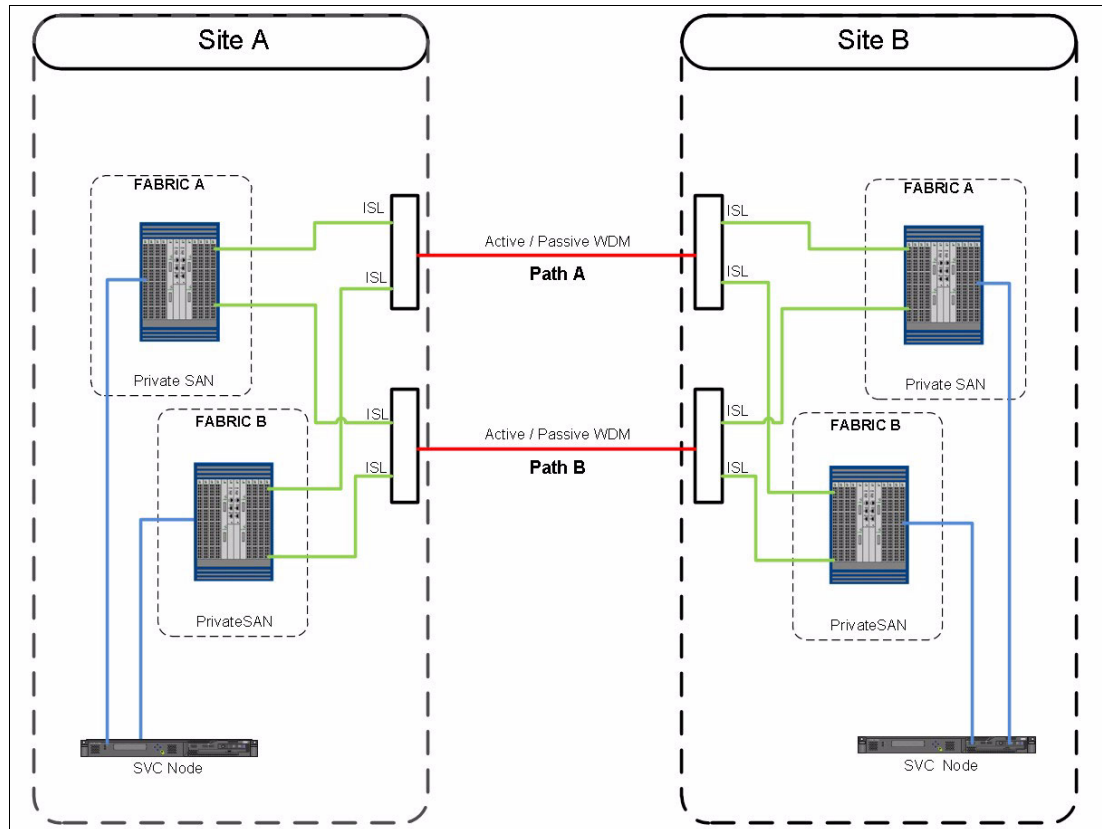 Site A
Site B
FABRIC A
FABRIC A
ISL
ISL
Active / Passive WDM
Path A
ISL
ISL
Private SAN
Private SAN
FABRIC B
FABRIC B
ISL
ISL
Active / Passive WDM
Path B
ISL
ISL
PrivateSAN
PrivateSAN
SVC Node
SVC Node